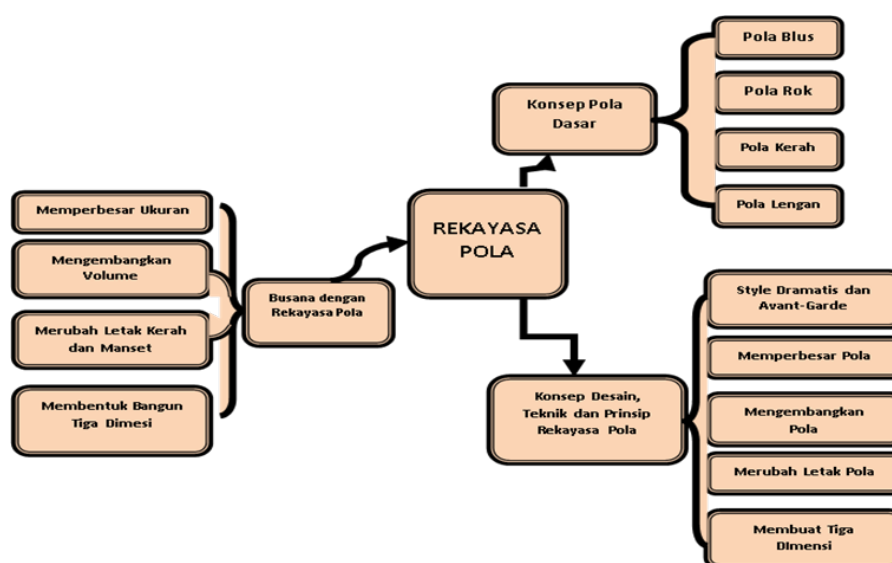 Pola Blus
Pola Rok
Pola Kerah
Pola Lengan
Konsep Pola
Dasar
REKAYASA
POLA
Memperbesar Ukuran
Mengembangkan
Volume
Merubah Letak Kerah
dan Manset
Membentuk Bangun
Tiga Dimesi
Busana dengan
Rekayasa Pola
Konsep Desain,
Teknik dan Prinsip
Rekayasa Pola
Style Dramatis dan
Avant-Garde
Memperbesar Pola
Mengembangkan
Pola
Merubah Letak Pola
Membuat Tiga
DImensi